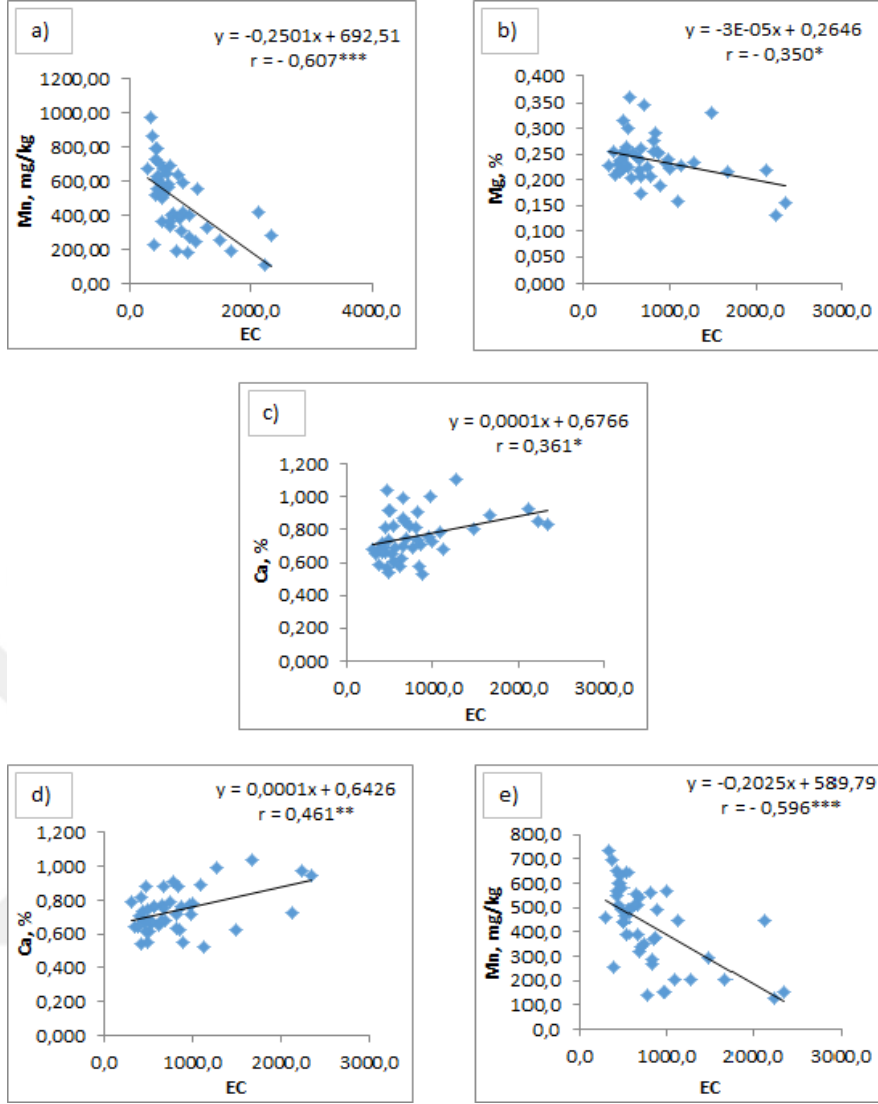 a)
y = -0,2501x + 692,51
r = - 0,607***
1200,00
1000,00
800,00
600,00
400,00
200,00
0,00
Mn, mg/kg
0,0 2000,0 4000,0
EC
b)
y = -3E-05x + 0,2646
r = - 0,350*
0,400
0,350
0,300
0,250
0,200
0,150
0,100
0,050
0,000
Mg, %
0,0 1000,0 2000,0 3000,0
EC
c)
y = 0,0001x + 0,6766
r = 0,361*
1,200
1,000
0,800
0,600
0,400
0,200
0,000
Ca, %
0,0 1000,0 2000,0 3000,0
EC
d)
y = 0,0001x + 0,6426
r = 0,461**
1,200
1,000
0,800
0,600
0,400
0,200
0,000
Ca, %
0,0 1000,0 2000,0 3000,0
EC
e)
y = -0,2025x + 589,79
r = - 0,596***
800,0
700,0
600,0
500,0
400,0
300,0
200,0
100,0
0,0
Mn, mg/kg
0,0 1000,0 2000,0 3000,0
EC